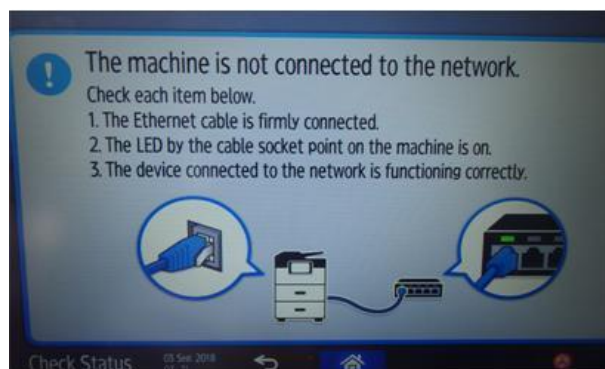 The machine is not connected to the network.
Check each item below.
1. The Ethernet cable is firmly connected.
2. The LED by the cable socket point on the machine is on.
3. The device connected to the network is functioning correctly.
Check Status 03 Sep 2018